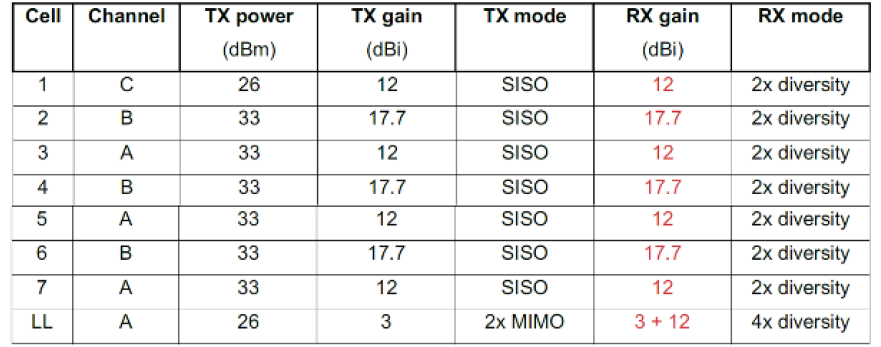 Cell Channel TX power TX gain TX mode RX gain RX mode
(dBm) (dBi) (dBi)
1 C 26 12 SISO 12 2x diversity
2 B 33 17.7 SISO 17.7 2x diversity
3 A 33 12 SISO 12 2x diversity
4 B 33 17.7 SISO 17.7 2x diversity
5 A 33 12 SISO 12 2x diversity
6 B 33 17.7 SISO 17.7 2x diversity
7 A 33 12 SISO 12 2x diversity
LL A 26 3 2x MIMO 3 + 12 4x diversity